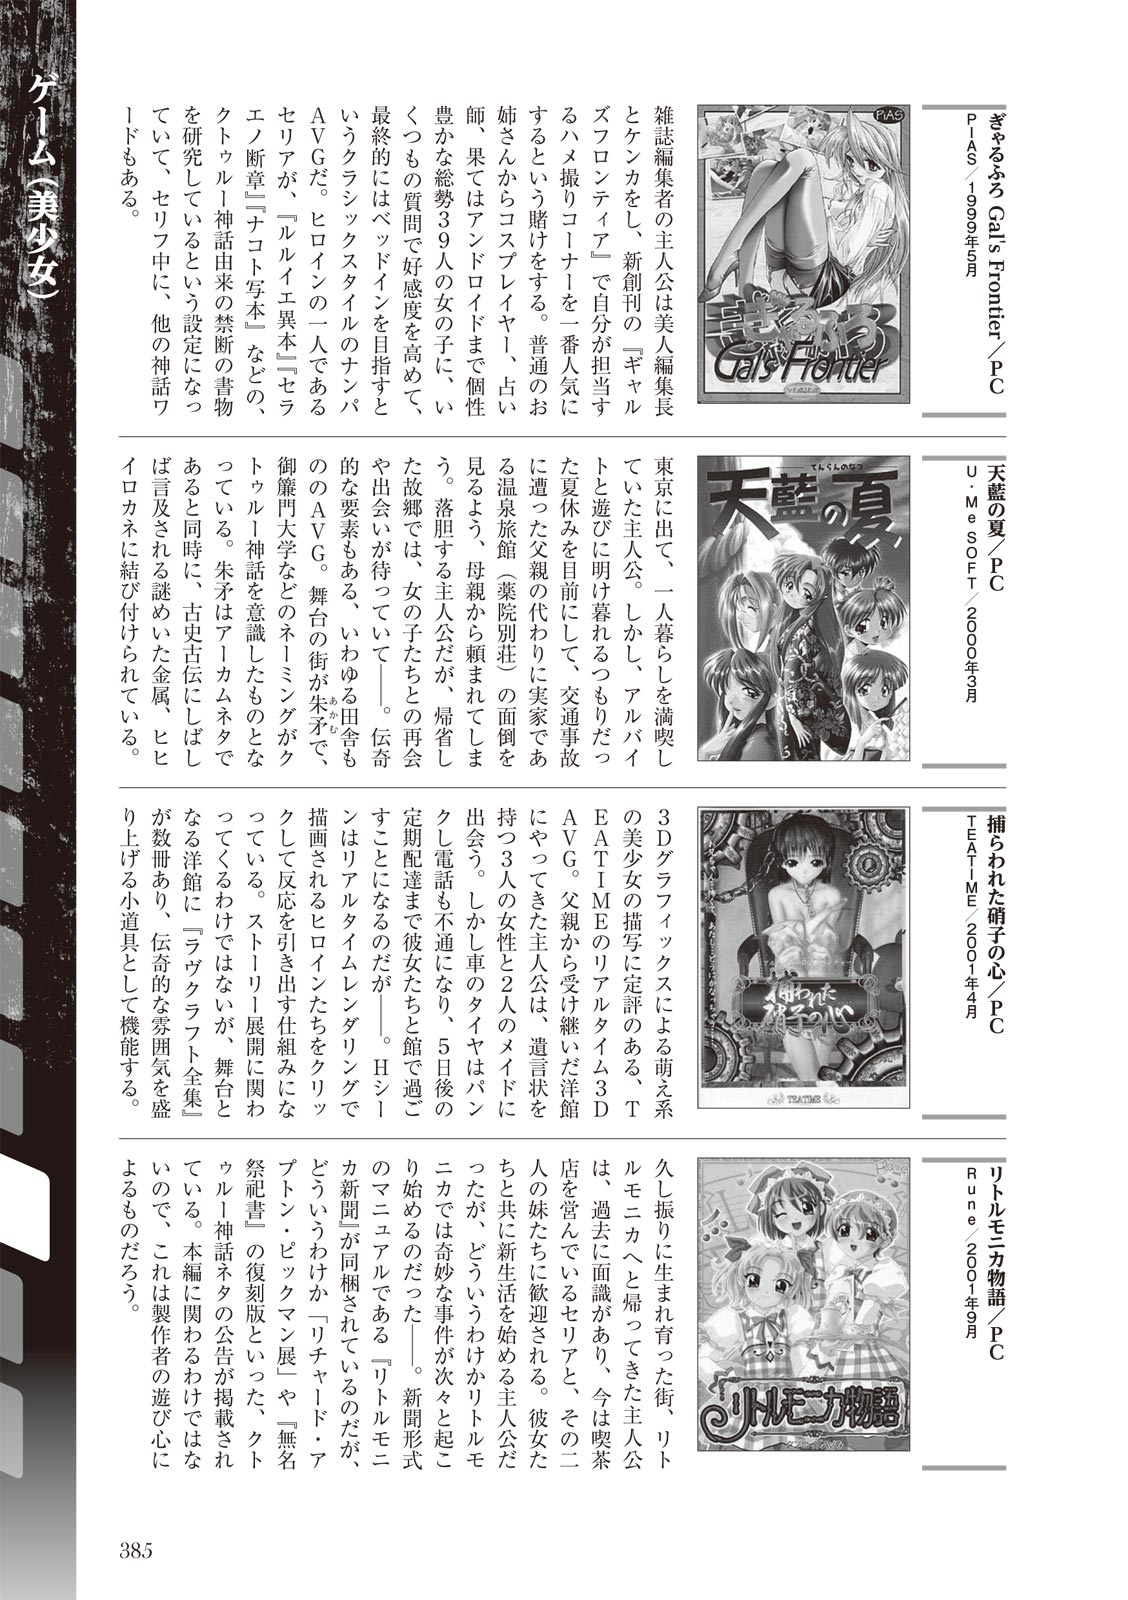 ゲーム（美少女）
ぎゃるふろ Gal's Frontier／PC
PIAS／1999年5月
PIAS
ぎゃるふろ
Gal's Frontier
雑誌編集者の主人公は美人編集長
とケンカをし、新創刊の『ギャル
ズフロンティア』で自分が担当す
るハメ撮りコーナーを一番人気に
するという賭けをする。普通のお
姉さんからコスプレイヤー、占い
師、果てはアンドロイドまで個性
豊かな総勢39人の女の子に、い
くつもの質問で好感度を高めて、
最終的にはベッドインを目指すと
いうクラシックスタイルのナンパ
AVGだ。ヒロインの一人である
セリアが、『ルルイエ異本』『セラ
エノ断章』『ナコト写本』などの、
クトゥルー神話由来の禁断の書物
を研究しているという設定になっ
ていて、セリフ中に、他の神話ワ
ードもある。
天藍の夏／PC
U・Me SOFT／2000年3月
てんらんのなつ
天藍の夏
東京に出て、一人暮らしを満喫し
ていた主人公。しかし、アルバイ
トと遊びに明け暮れるつもりだっ
た夏休みを目前にして、交通事故
に遭った父親の代わりに実家であ
る温泉旅館（薬院別荘）の面倒を
見るよう、母親から頼まれてしま
う。落胆する主人公だが、帰省し
た故郷では、女の子たちとの再会
や出会いが待っていて――。伝奇
的な要素もある、いわゆる田舎も
ののAVG。舞台の街が朱矛で、
あかむ
御簾門大学などのネーミングがク
トゥルー神話を意識したものとな
っている。朱矛はアーカムネタで
あると同時に、古史古伝にしばし
ば言及される謎めいた金属、ヒヒ
イロカネに結び付けられている。
捕らわれた硝子の心／PC
TEATIME／2001年4月
捕われた
硝子の心
TEATIME
3Dグラフィックスによる萌え系
の美少女の描写に定評のある、T
EATIMEのリアルタイム3D
AVG。父親から受け継いだ洋館
にやってきた主人公は、遺言状を
持つ3人の女性と2人のメイドに
出会う。しかし車のタイヤはパン
クし電話も不通になり、5日後の
定期配達まで彼女たちと館で過ご
すことになるのだが――。Hシー
ンはリアルタイムレンダリングで
描画されるヒロインたちをクリッ
クして反応を引き出す仕組みにな
っている。ストーリー展開に関わ
ってくるわけではないが、舞台と
なる洋館に『ラヴクラフト全集』
が数冊あり、伝奇的な雰囲気を盛
り上げる小道具として機能する。
リトルモニカ物語／PC
Rune／2001年9月
リトルモニカ物語
久し振りに生まれ育った街、リト
ルモニカへと帰ってきた主人公
は、過去に面識があり、今は喫茶
店を営んでいるセリアと、その二
人の妹たちに歓迎される。彼女た
ちと共に新生活を始める主人公だ
ったが、どういうわけかリトルモ
ニカでは奇妙な事件が次々と起こ
り始めるのだった――。新聞形式
のマニュアルである『リトルモニ
カ新聞』が同梱されているのだが、
どういうわけか「リチャード・ア
プトン・ピックマン展」や『無名
祭祀書』の復刻版といった、クト
ゥルー神話ネタの公告が掲載され
ている。本編に関わるわけではな
いので、これは製作者の遊び心に
よるものだろう。
385